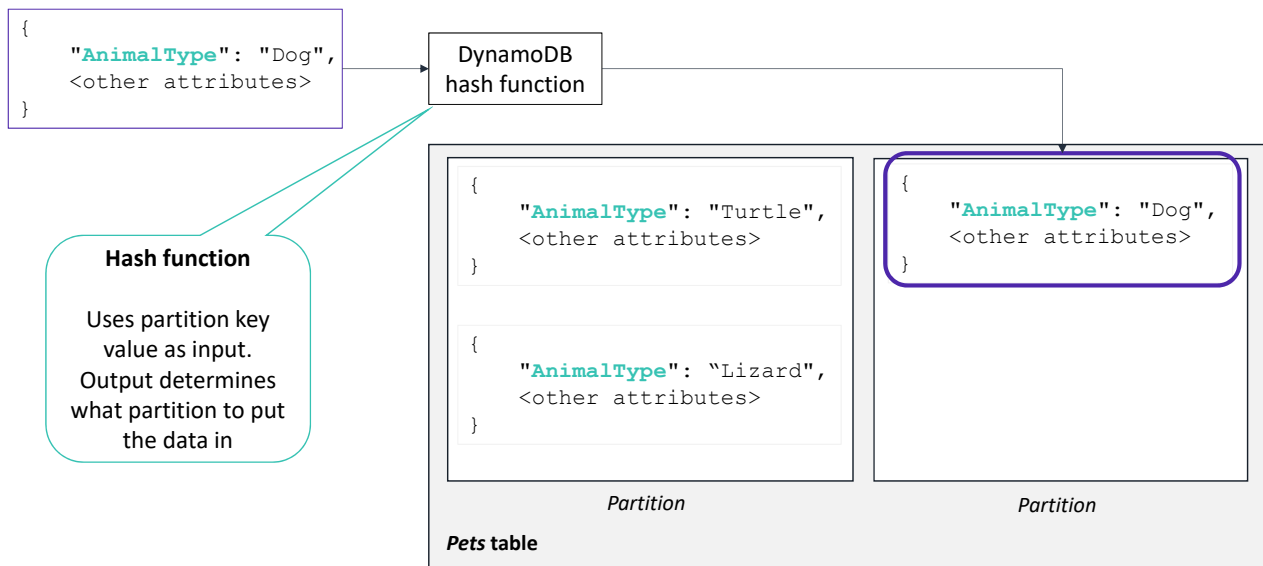 {
"AnimalType": "Dog",
<other attributes>
}
DynamoDB
hash function
Hash function
Uses partition key
value as input.
Output determines
what partition to put
the data in
{
"AnimalType": "Turtle",
<other attributes>
}
{
"AnimalType": “Lizard",
<other attributes>
}
Partition
{
"AnimalType": "Dog",
<other attributes>
}
Partition
Pets table